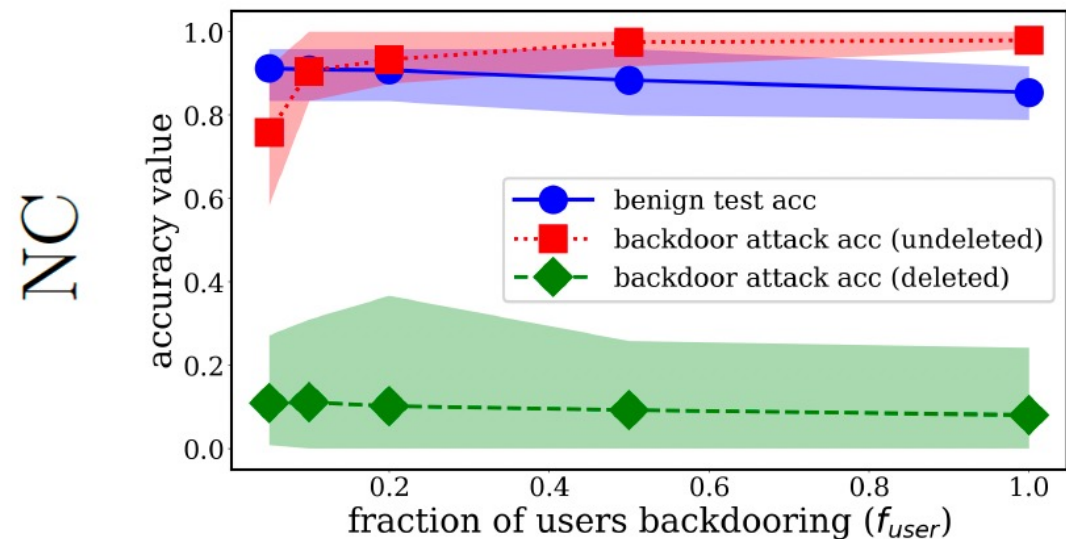 NC
accuracy value
1.0
0.8
0.6
0.4
0.2
0.0
benign test acc
backdoor attack acc (undeleted)
backdoor attack acc (deleted)
0.2 0.4 0.6 0.8 1.0
fraction of users backdooring (f_user)